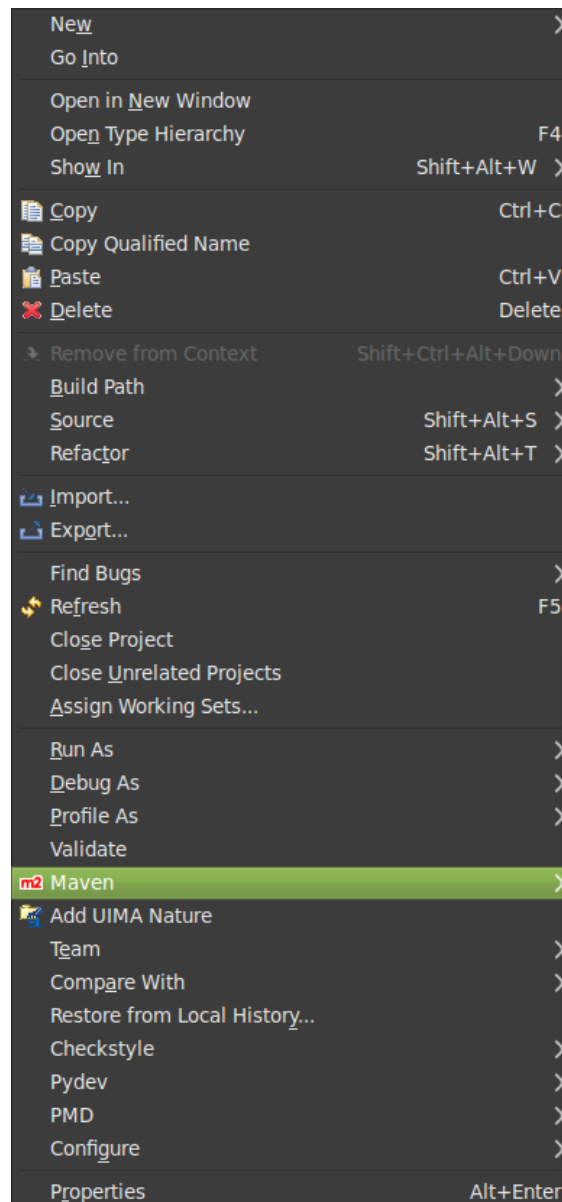 New
Go Into
Open in New Window
Open Type Hierarchy F4
Show In Shift+Alt+W
Copy Ctrl+C
Copy Qualified Name
Paste Ctrl+V
Delete Delete
Remove from Context Shift+Ctrl+Alt+Down
Build Path
Source Shift+Alt+S
Refactor Shift+Alt+T
Import...
Export...
Find Bugs
Refresh F5
Close Project
Close Unrelated Projects
Assign Working Sets...
Run As
Debug As
Profile As
Validate
m2 Maven
Add UIMA Nature
Team
Compare With
Restore from Local History...
Checkstyle
Pydev
PMD
Configure
Properties Alt+Enter